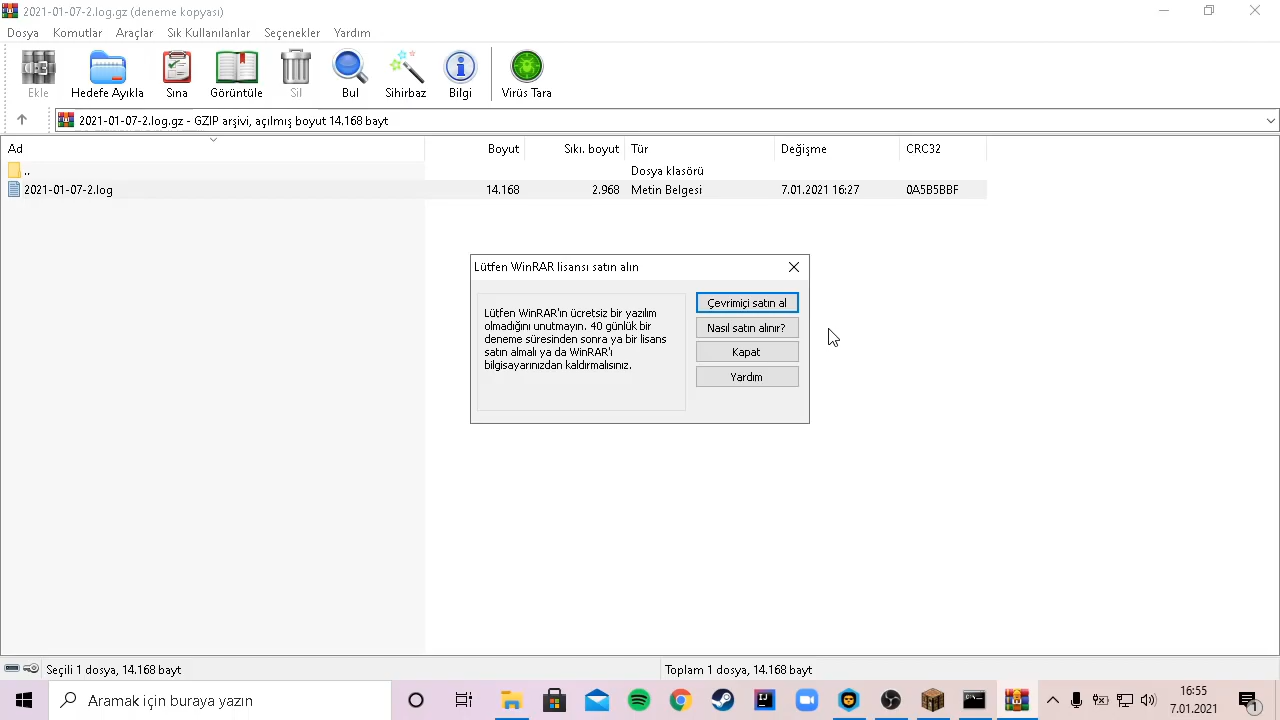 2021-01-07-2.log.gz (deneme kopyası)
Dosya Komutlar Araçlar Sık Kullanılanlar Seçenekler Yardım
Ekle Hedefe Ayıkla Sına Görüntüle Sil Bul Sihirbaz Bilgi Virüs Tara
2021-01-07-2.log.gz - GZIP arşivi, açılmış boyut 14.168 bayt
Ad Boyut Sıkı. boyut Tür Değişme CRC32
.. Dosya klasörü
2021-01-07-2.log 14.168 2.968 Metin Belgesi 7.01.2021 16:27 0A5B5BBF
Lütfen WinRAR lisansı satın alın
Lütfen WinRAR'ın ücretsiz bir yazılım
olmadığını unutmayın. 40 günlük bir
deneme süresinden sonra ya bir lisans
satın almalı ya da WinRAR'i
bilgisayarınızdan kaldırmalısınız.
Çevrimiçi satın al
Nasıl satın alınır?
Kapat
Yardım
Seçili 1 dosya, 14.168 bayt Toplam 1 dosya, 14.168 bayt
Aramak için buraya yazın
16:55
7.01.2021
1